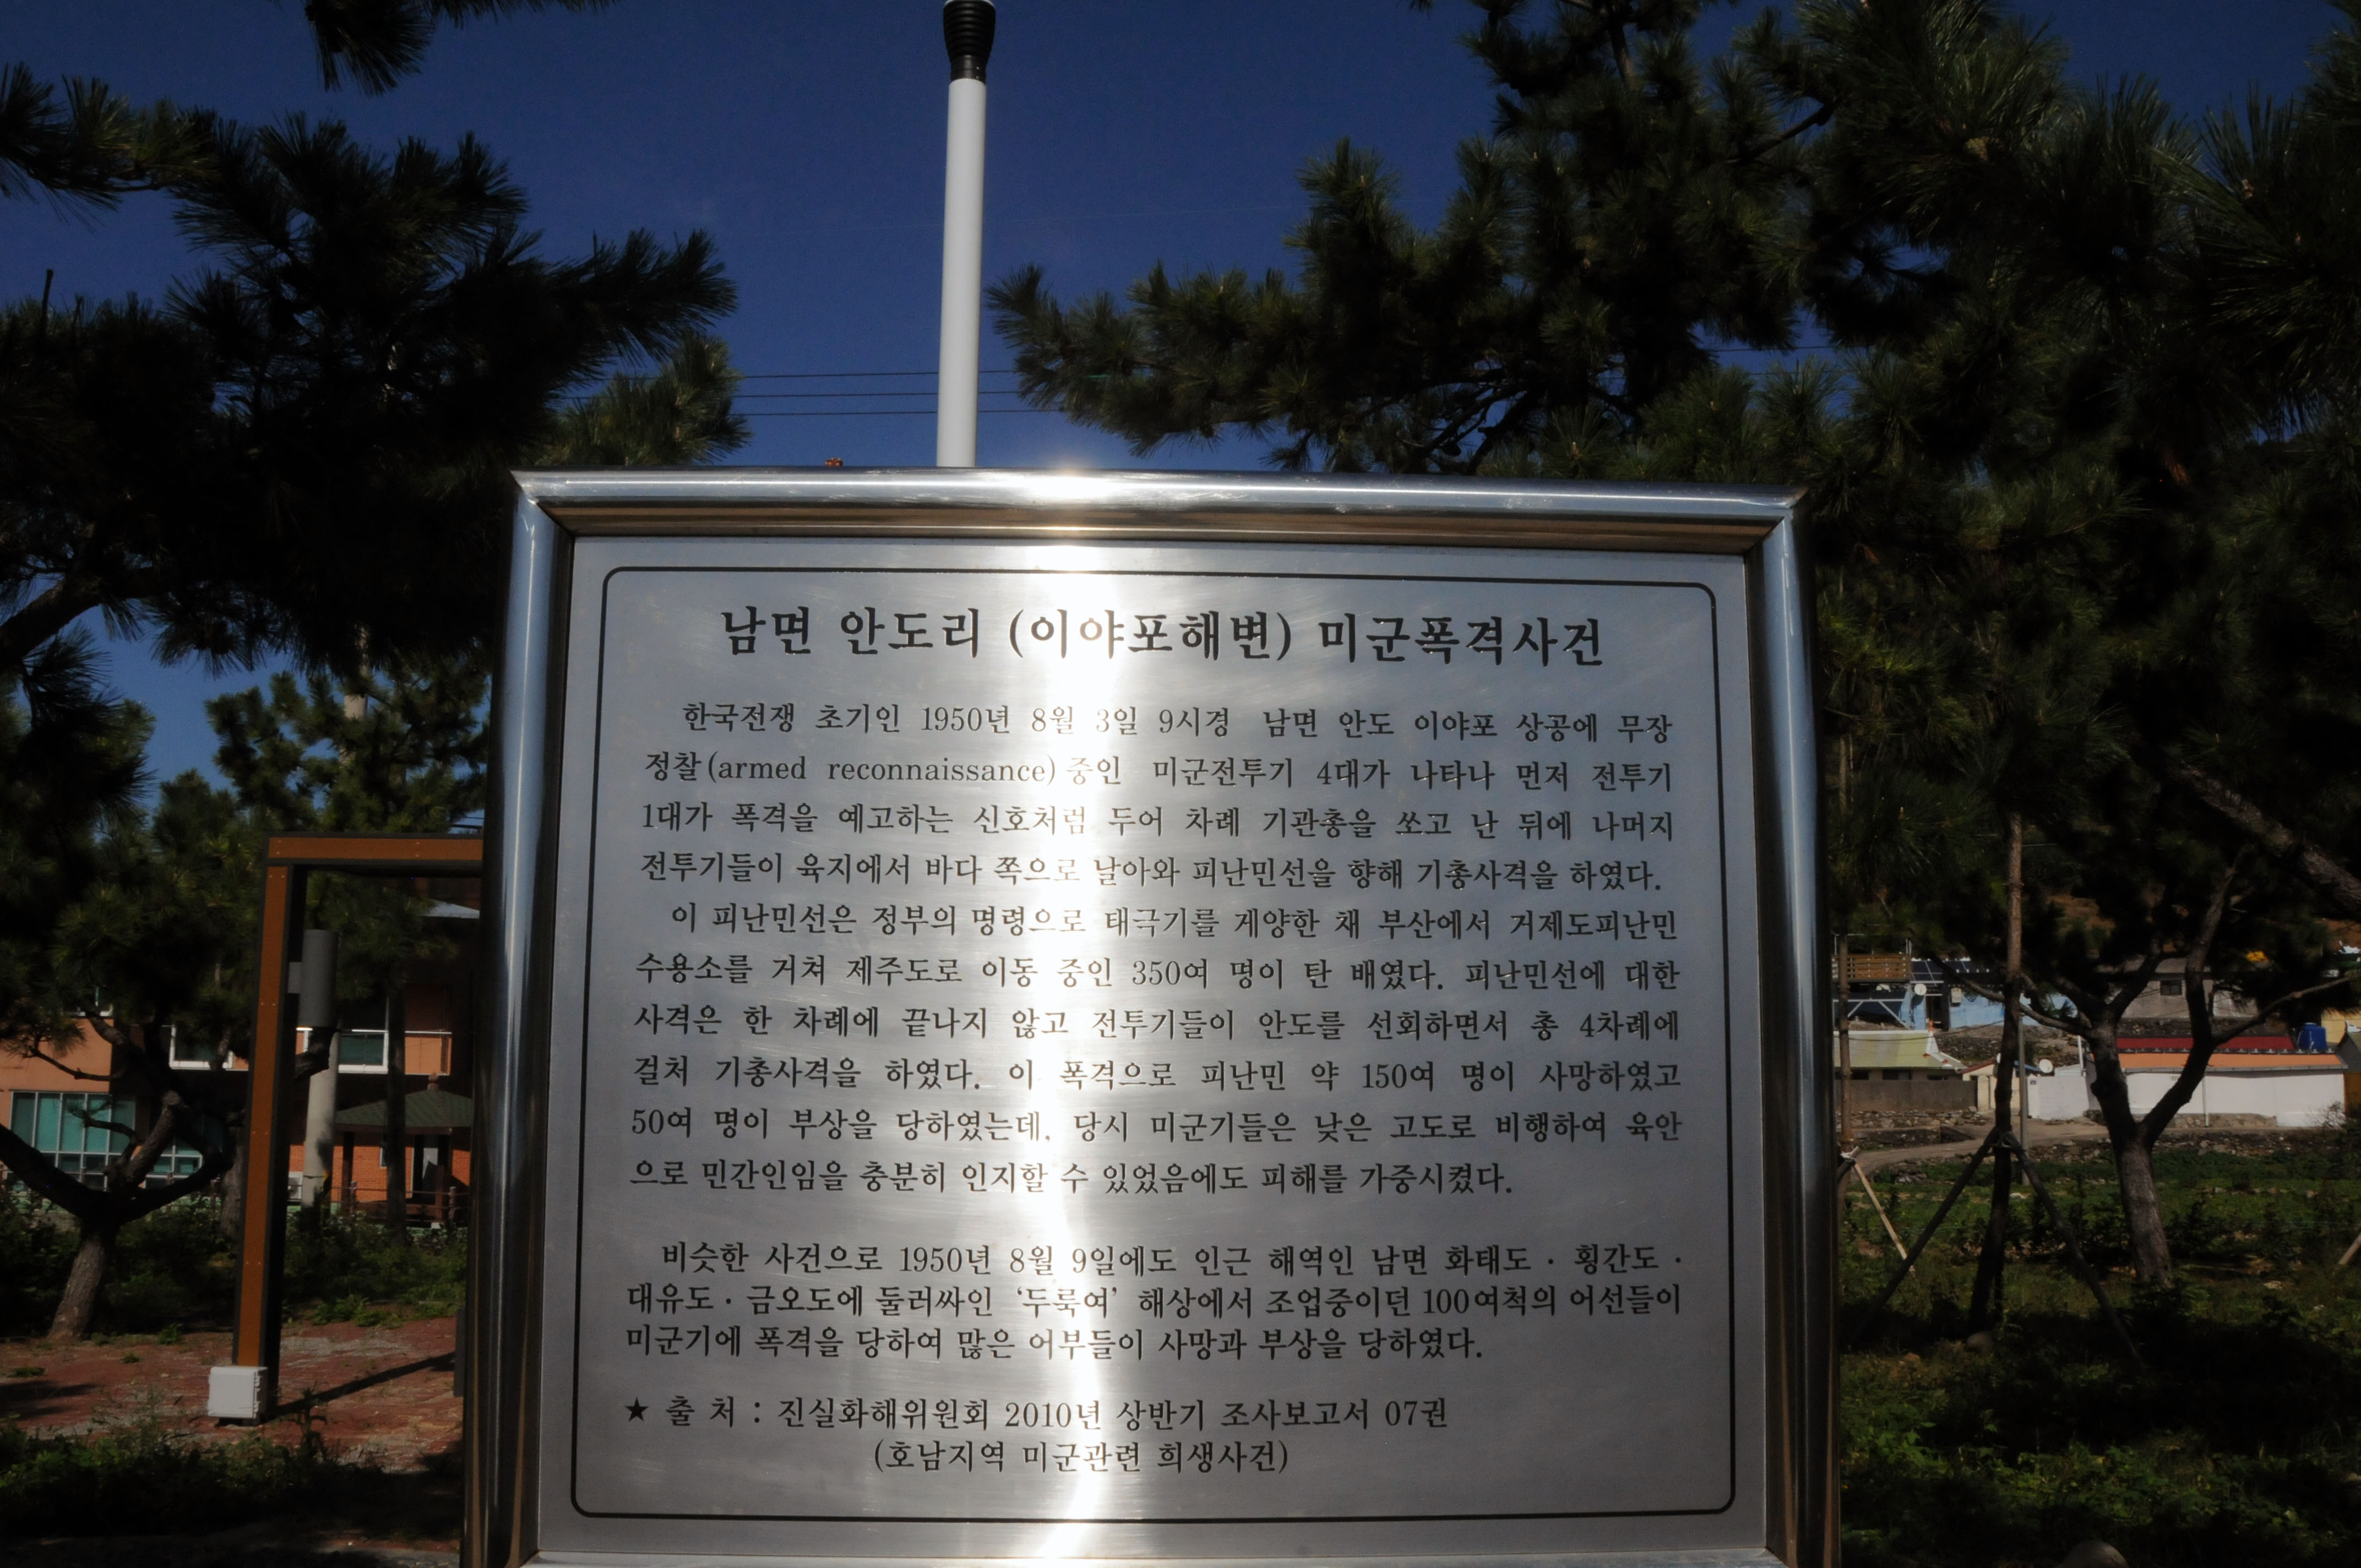 남면 안도리 (이야포해변) 미군폭격사건
한국전쟁 초기인 1950년 8월 3일 9시경 남면 안도 이야포 상공에 무장
정찰(armed reconnaissance)중인 미군전투기 4대가 나타나 먼저 전투기
1대가 폭격을 예고하는 신호처럼 두어 차례 기관총을 쏘고 난 뒤에 나머지
전투기들이 육지에서 바다 쪽으로 날아와 피난민선을 향해 기총사격을 하였다.
이 피난민선은 정부의 명령으로 태극기를 게양한 채 부산에서 거제도피난민
수용소를 거쳐 제주도로 이동 중인 350여 명이 탄 배였다. 피난민선에 대한
사격은 한 차례에 끝나지 않고 전투기들이 안도를 선회하면서 총 4차례에
걸처 기총사격을 하였다. 이 폭격으로 피난민 약 150여 명이 사망하였고
50여 명이 부상을 당하였는데, 당시 미군기들은 낮은 고도로 비행하여 육안
으로 민간인임을 충분히 인지할 수 있었음에도 피해를 가중시켰다.
비슷한 사건으로 1950년 8월 9일에도 인근 해역인 남면 화태도 · 횡간도 ·
대유도 · 금오도에 둘러싸인 ‘두룩여’ 해상에서 조업중이던 100여척의 어선들이
미군기에 폭격을 당하여 많은 어부들이 사망과 부상을 당하였다.
★ 출 처 : 진실화해위원회 2010년 상반기 조사보고서 07권
(호남지역 미군관련 희생사건)